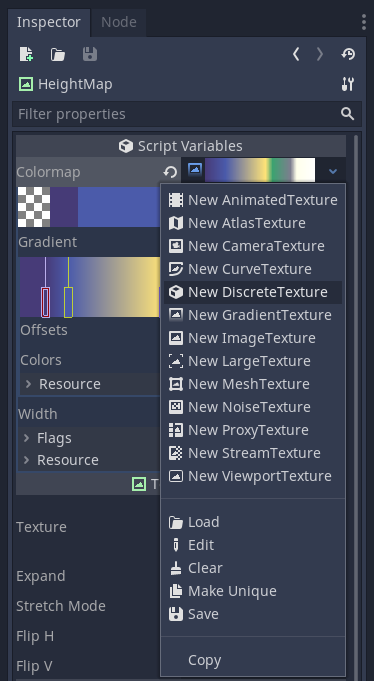 Inspector
Node
HeightMap
Filter properties
Script Variables
Colormap
Gradient
Offsets
Colors
Resource
Width
Flags
Resource
T
Texture
Expand
Stretch Mode
Flip H
Flip V
New AnimatedTexture
New AtlasTexture
New CameraTexture
New CurveTexture
New DiscreteTexture
New GradientTexture
New ImageTexture
New LargeTexture
New MeshTexture
New NoiseTexture
New ProxyTexture
New StreamTexture
New ViewportTexture
Load
Edit
Clear
Make Unique
Save
Copy